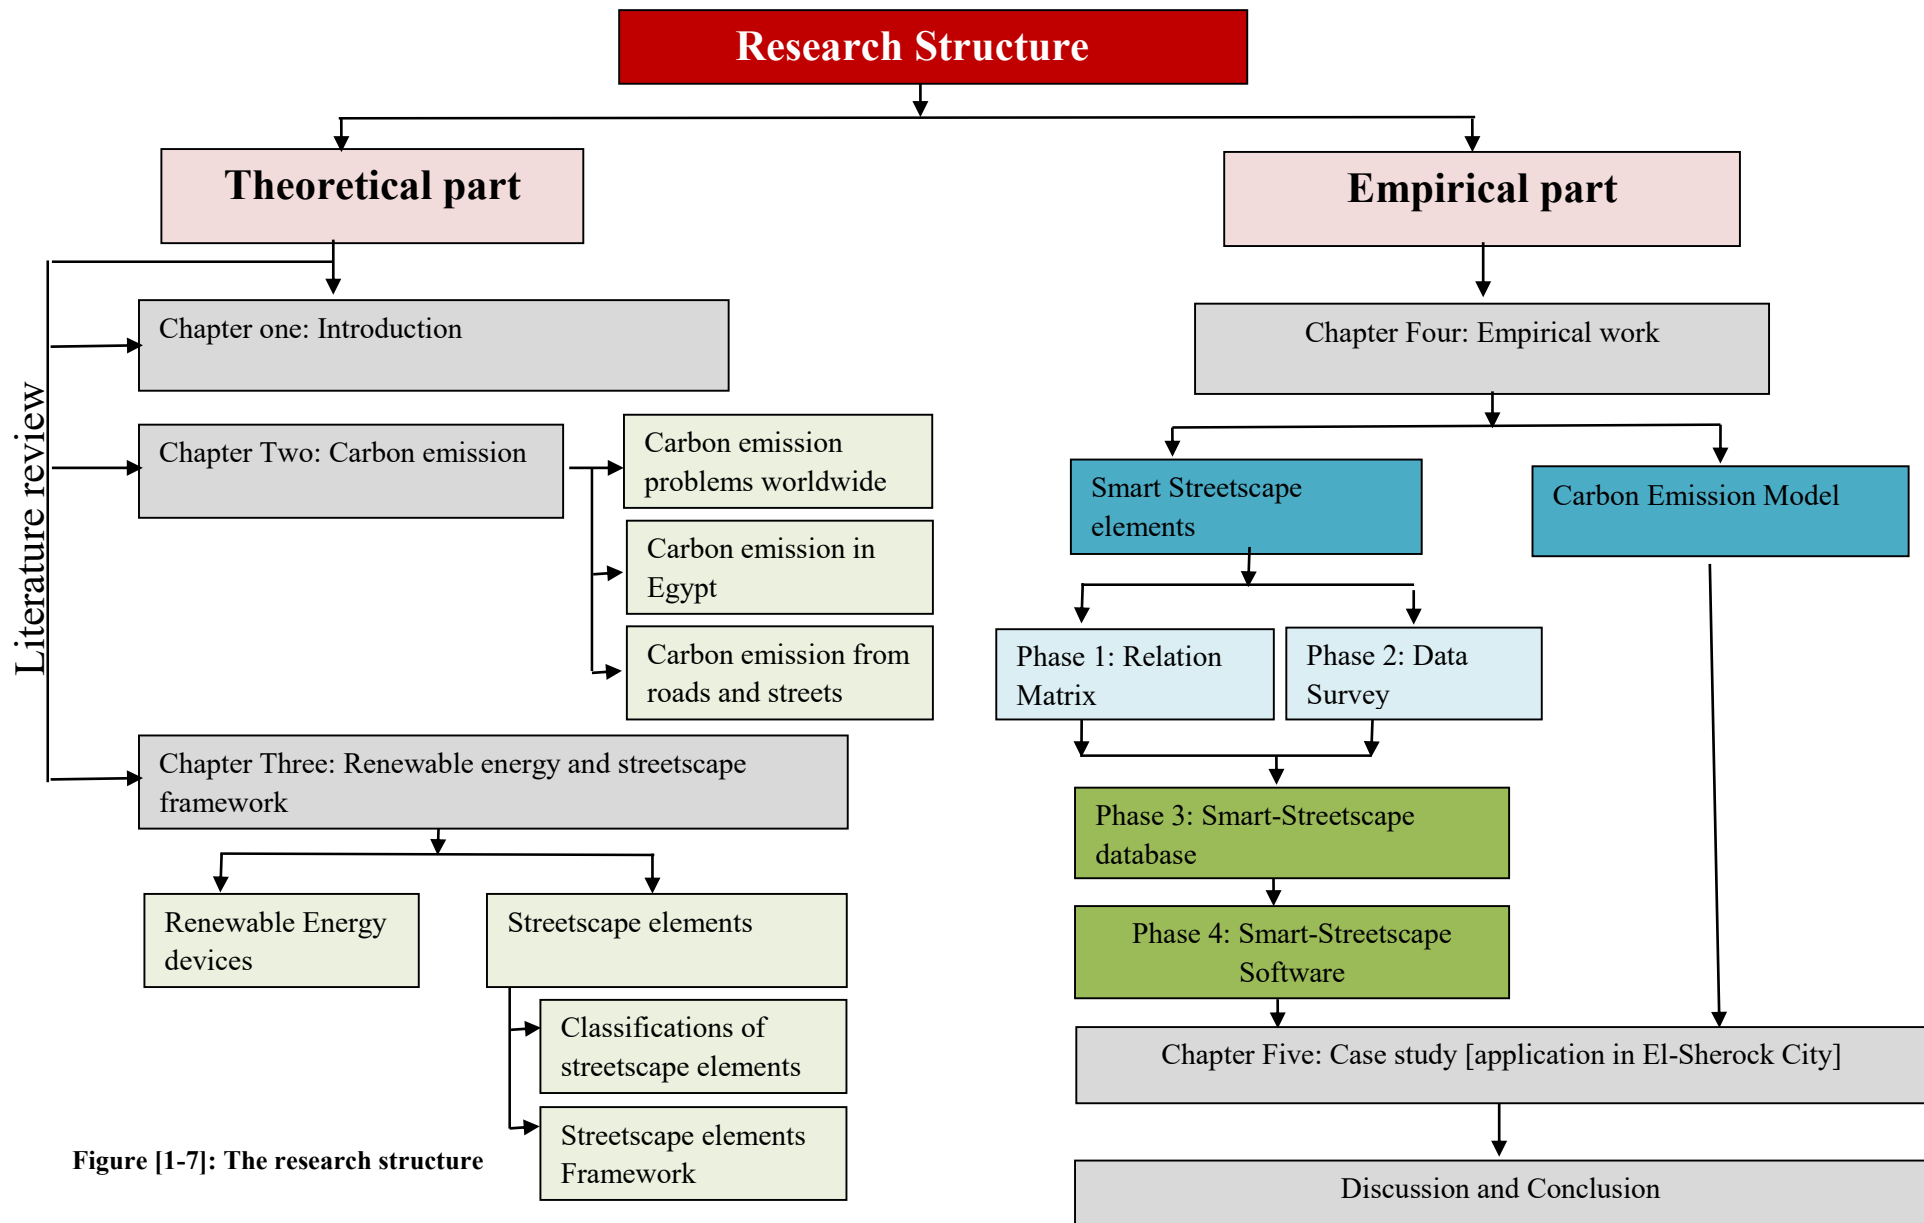 Research Structure
Theoretical part
Literature review
Chapter one: Introduction
Chapter Two: Carbon emission
Carbon emission
problems worldwide
Carbon emission in
Egypt
Carbon emission from
roads and streets
Chapter Three: Renewable energy and streetscape
framework
Renewable Energy
devices
Streetscape elements
Classifications of
streetscape elements
Streetscape elements
Framework
Empirical part
Chapter Four: Empirical work
Smart Streetscape
elements
Carbon Emission Model
Phase 1: Relation
Matrix
Phase 2: Data
Survey
Phase 3: Smart-Streetscape
database
Phase 4: Smart-Streetscape
Software
Chapter Five: Case study [application in El-Sherock City]
Discussion and Conclusion
Figure [1-7]: The research structure